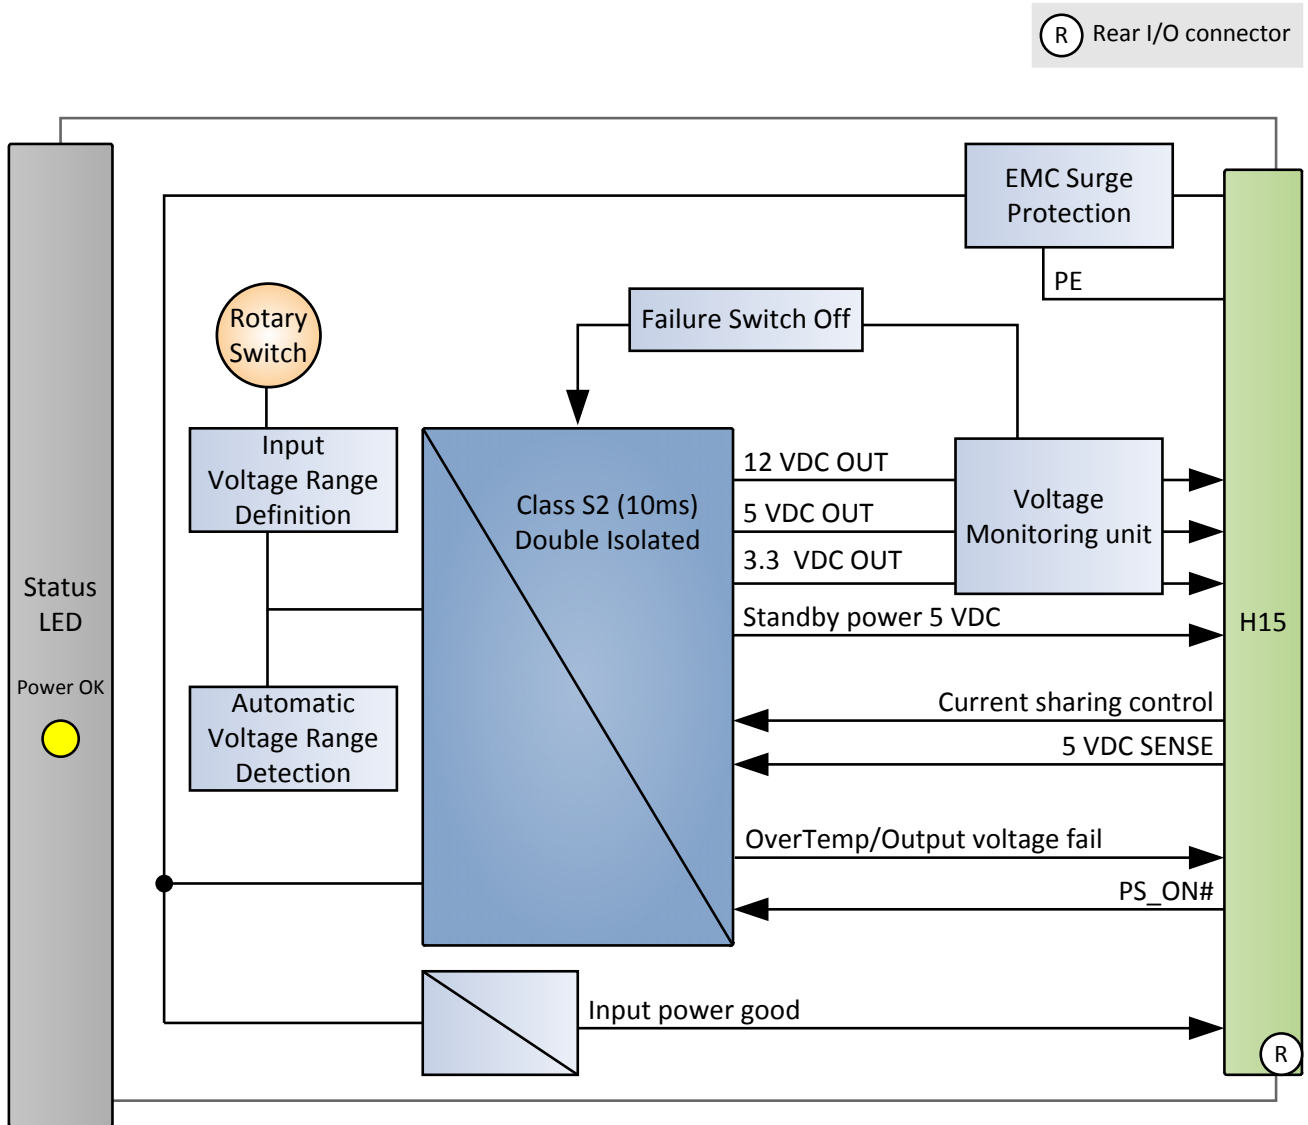 R Rear I/O connector
EMC Surge
Protection
PE
Rotary
Switch
Failure Switch Off
Input
Voltage Range
Definition
12 VDC OUT
5 VDC OUT
3.3 VDC OUT
Voltage
Monitoring unit
Class S2 (10ms)
Double Isolated
Standby power 5 VDC
Status
LED
Power OK
H15
Automatic
Voltage Range
Detection
Current sharing control
5 VDC SENSE
OverTemp/Output voltage fail
PS_ON#
Input power good
R